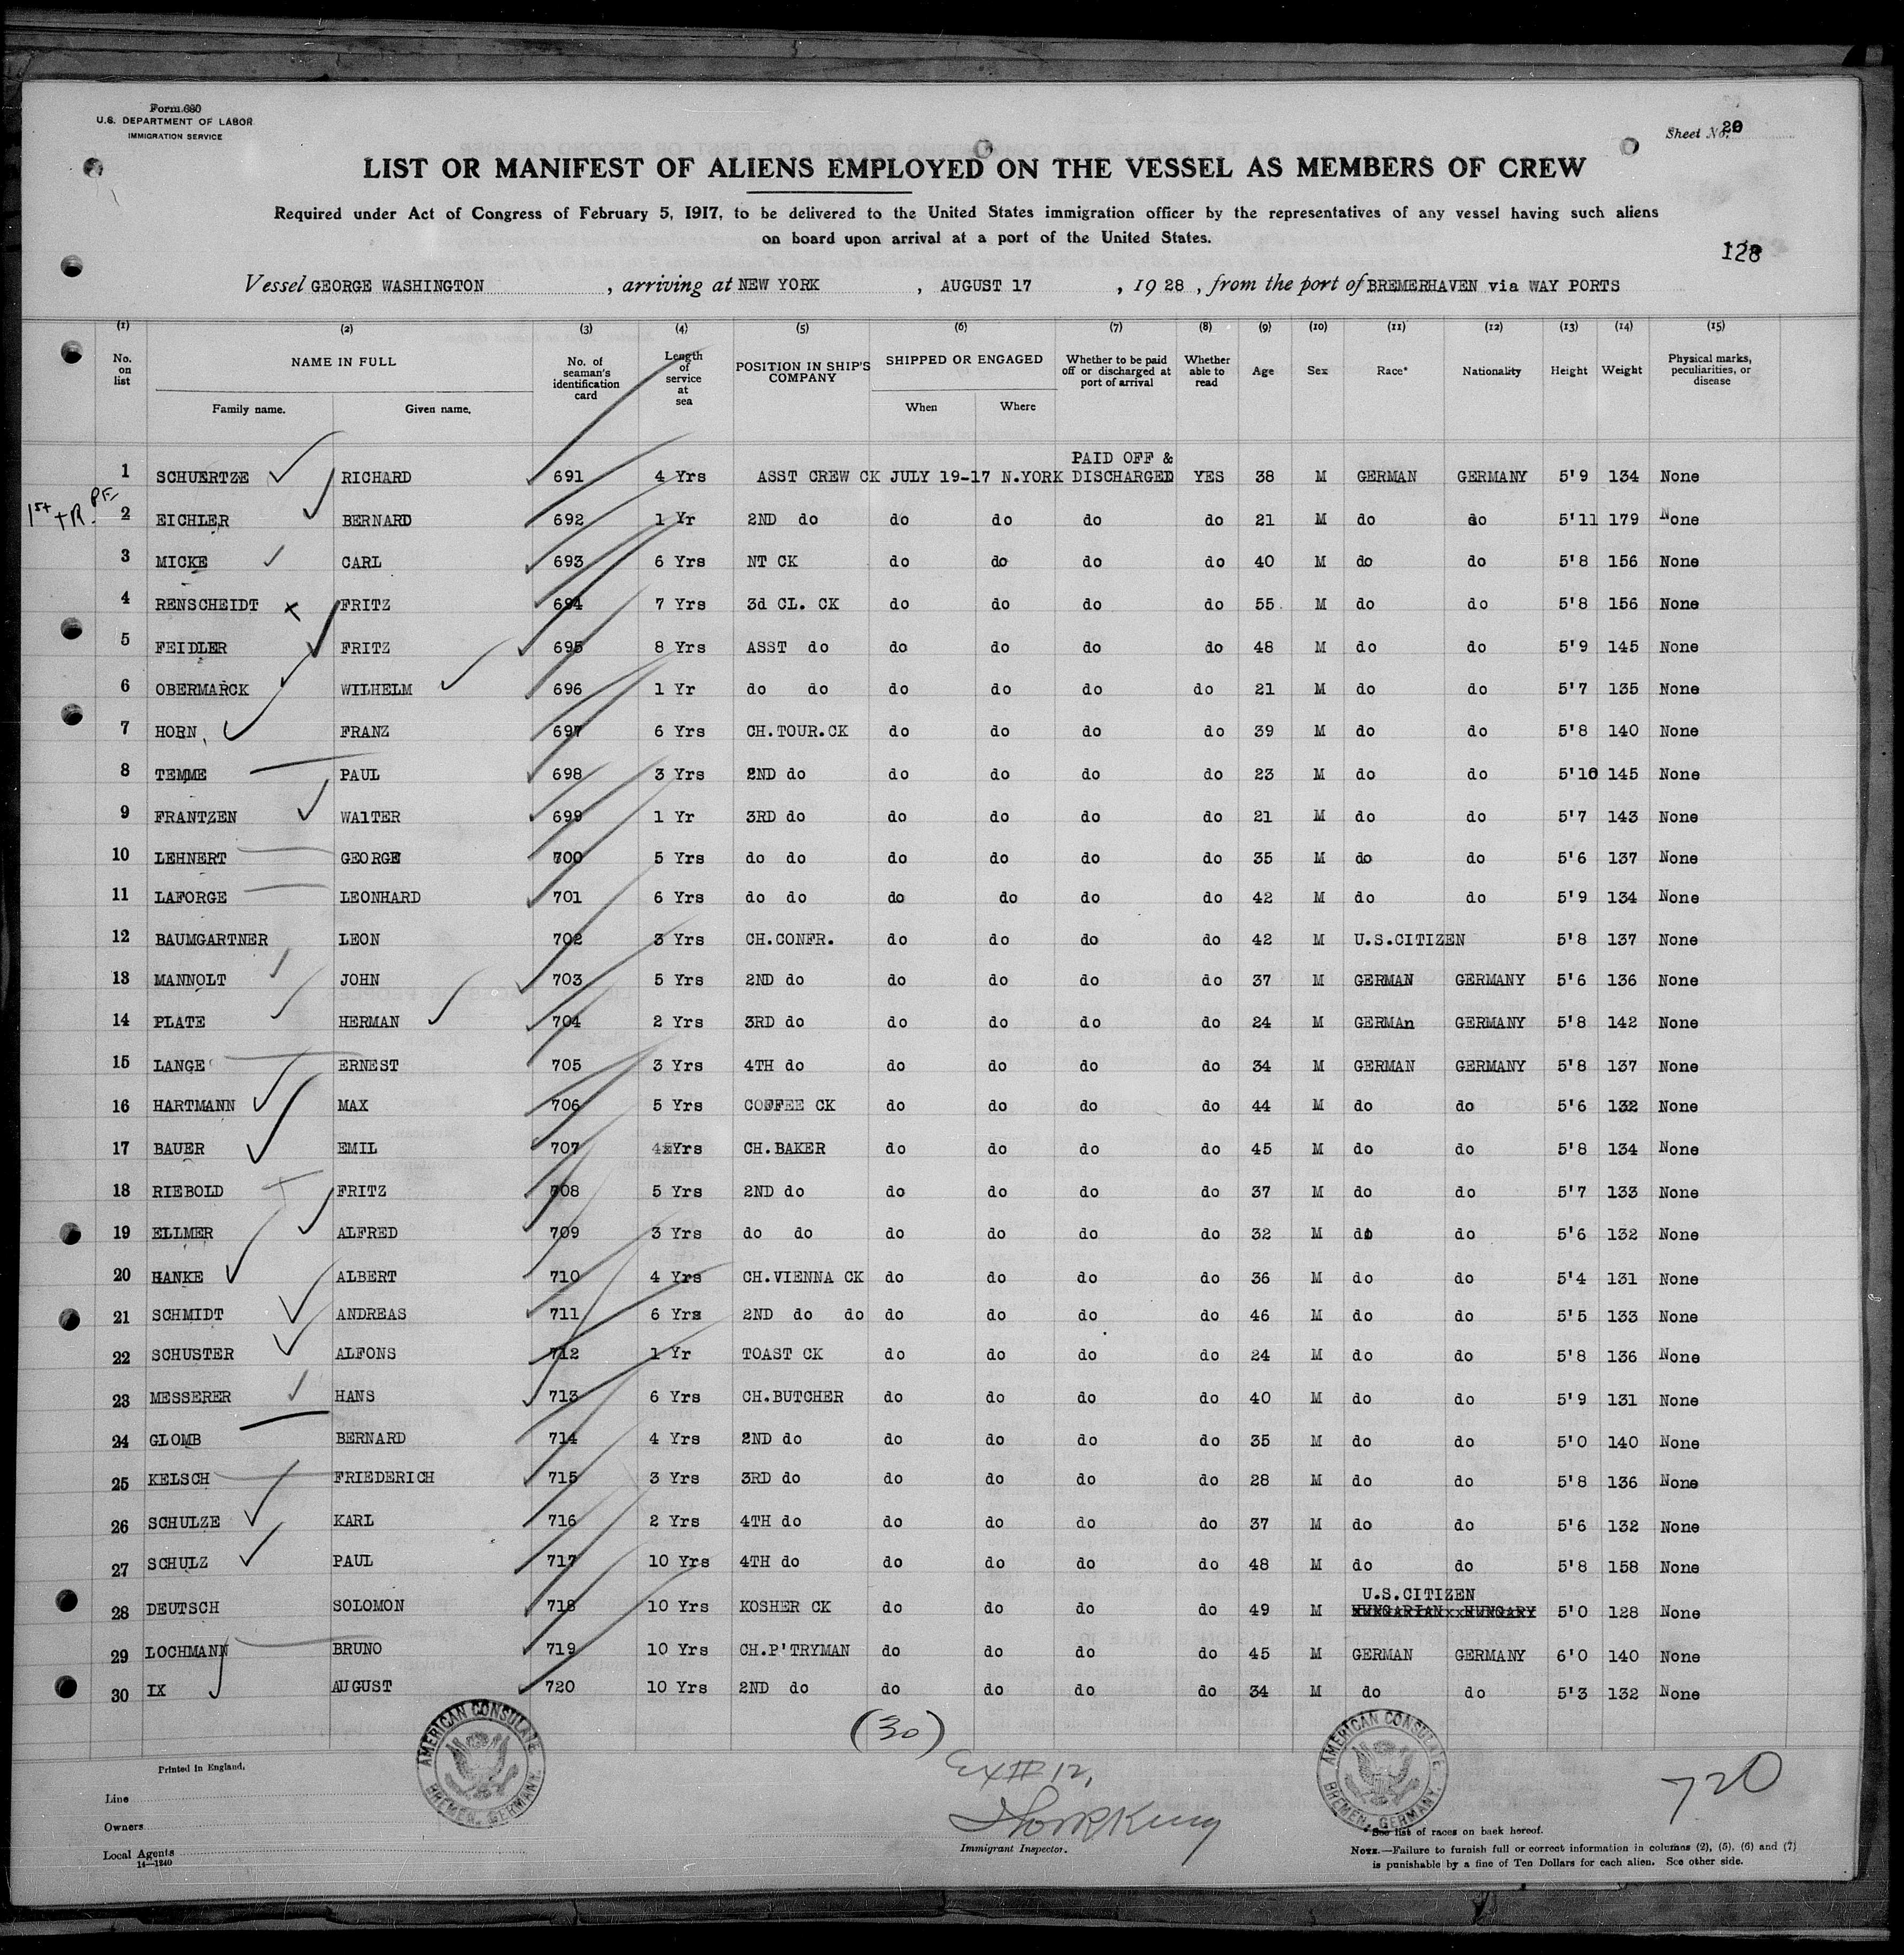 Form 680
U.S. DEPARTMENT OF LABOR
IMMIGRATION SERVICE
Sheet No. 20
LIST OR MANIFEST OF ALIENS EMPLOYED ON THE VESSEL AS MEMBERS OF CREW
Required under Act of Congress of February 5, 1917, to be delivered to the United States immigration officer by the representatives of any vessel having such aliens
on board upon arrival at a port of the United States.
128
Vessel GEORGE WASHINGTON , arriving at NEW YORK , AUGUST 17 , 1928 , from the port of BREMERHAVEN via WAY PORTS
(1) (2) (3) (4) (5) (6) (7) (8) (9) (10) (11) (12) (13) (14) (15)
No. on list NAME IN FULL No. of seaman's identification card Length of service at sea POSITION IN SHIP'S COMPANY SHIPPED OR ENGAGED Whether to be paid off or discharged at port of arrival Whether able to read Age Sex Race* Nationality Height Weight Physical marks, peculiarities, or disease
Family name. Given name. When Where
PAID OFF &
1 SCHUERTZE RICHARD 691 4 Yrs ASST CREW CK JULY 19-17 N.YORK DISCHARGED YES 38 M GERMAN GERMANY 5'9 134 None
1st + R. PE
2 EICHLER BERNARD 692 1 Yr 2ND do do do do do 21 M do do 5'11 179 None
3 MICKE CARL 693 6 Yrs NT CK do do do do 40 M do do 5'8 156 None
4 RENSCHEIDT FRITZ 694 7 Yrs 3d CL. CK do do do do 55 M do do 5'8 156 None
5 FEIDLER FRITZ 695 8 Yrs ASST do do do do do 48 M do do 5'9 145 None
6 OBERMARCK WILHELM 696 1 Yr do do do do do do 21 M do do 5'7 135 None
7 HORN FRANZ 697 6 Yrs CH.TOUR.CK do do do do 39 M do do 5'8 140 None
8 TEMME PAUL 698 3 Yrs 2ND do do do do do 23 M do do 5'10 145 None
9 FRANTZEN WAlTER 699 1 Yr 3RD do do do do do 21 M do do 5'7 143 None
10 LEHNERT GEORGE 700 5 Yrs do do do do do do 35 M do do 5'6 137 None
11 LAFORGE LEONHARD 701 6 Yrs do do do do do do 42 M do do 5'9 134 None
12 BAUMGARTNER LEON 702 3 Yrs CH.CONFR. do do do do 42 M U.S.CITIZEN 5'8 137 None
13 MANNOLT JOHN 703 5 Yrs 2ND do do do do do 37 M GERMAN GERMANY 5'6 136 None
14 PLATE HERMAN 704 2 Yrs 3RD do do do do do 24 M GERMAn GERMANY 5'8 142 None
15 LANGE ERNEST 705 3 Yrs 4TH do do do do do 34 M GERMAN GERMANY 5'8 137 None
16 HARTMANN MAX 706 5 Yrs COFFEE CK do do do do 44 M do do 5'6 132 None
17 BAUER EMIL 707 4xYrs CH.BAKER do do do do 45 M do do 5'8 134 None
18 RIEBOLD FRITZ 708 5 Yrs 2ND do do do do do 37 M do do 5'7 133 None
19 ELLMER ALFRED 709 3 Yrs do do do do do do 32 M do do 5'6 132 None
20 HANKE ALBERT 710 4 Yrs CH.VIENNA CK do do do do 36 M do do 5'4 131 None
21 SCHMIDT ANDREAS 711 6 Yrs 2ND do do do do do do 46 M do do 5'5 133 None
22 SCHUSTER ALFONS 712 1 Yr TOAST CK do do do do 24 M do do 5'8 136 None
23 MESSERER HANS 713 6 Yrs CH.BUTCHER do do do do 40 M do do 5'9 131 None
24 GLOMB BERNARD 714 4 Yrs 2ND do do do do do 35 M do do 5'0 140 None
25 KELSCH FRIEDERICH 715 3 Yrs 3RD do do do do do 28 M do do 5'8 136 None
26 SCHULZE KARL 716 2 Yrs 4TH do do do do do 37 M do do 5'6 132 None
27 SCHULZ PAUL 717 10 Yrs 4TH do do do do do 48 M do do 5'8 158 None
U.S.CITIZEN
28 DEUTSCH SOLOMON 718 10 Yrs KOSHER CK do do do do 49 M HUNGARIANxxHUNGARY 5'0 128 None
29 LOCHMANN BRUNO 719 10 Yrs CH.P'TRYMAN do do do do 45 M GERMAN GERMANY 6'0 140 None
30 IX AUGUST 720 10 Yrs 2ND do do do do do 34 M do do 5'3 132 None
(30)
AMERICAN CONSULATE BREMEN, GERMANY.
AMERICAN CONSULATE BREMEN, GERMANY.
Printed in England.
Ex # 12,
720
Line
Owners
Local Agents
14—1240
Immigrant Inspector.
* See list of races on back hereof.
NOTE.—Failure to furnish full or correct information in columns (2), (5), (6) and (7)
is punishable by a fine of Ten Dollars for each alien. See other side.